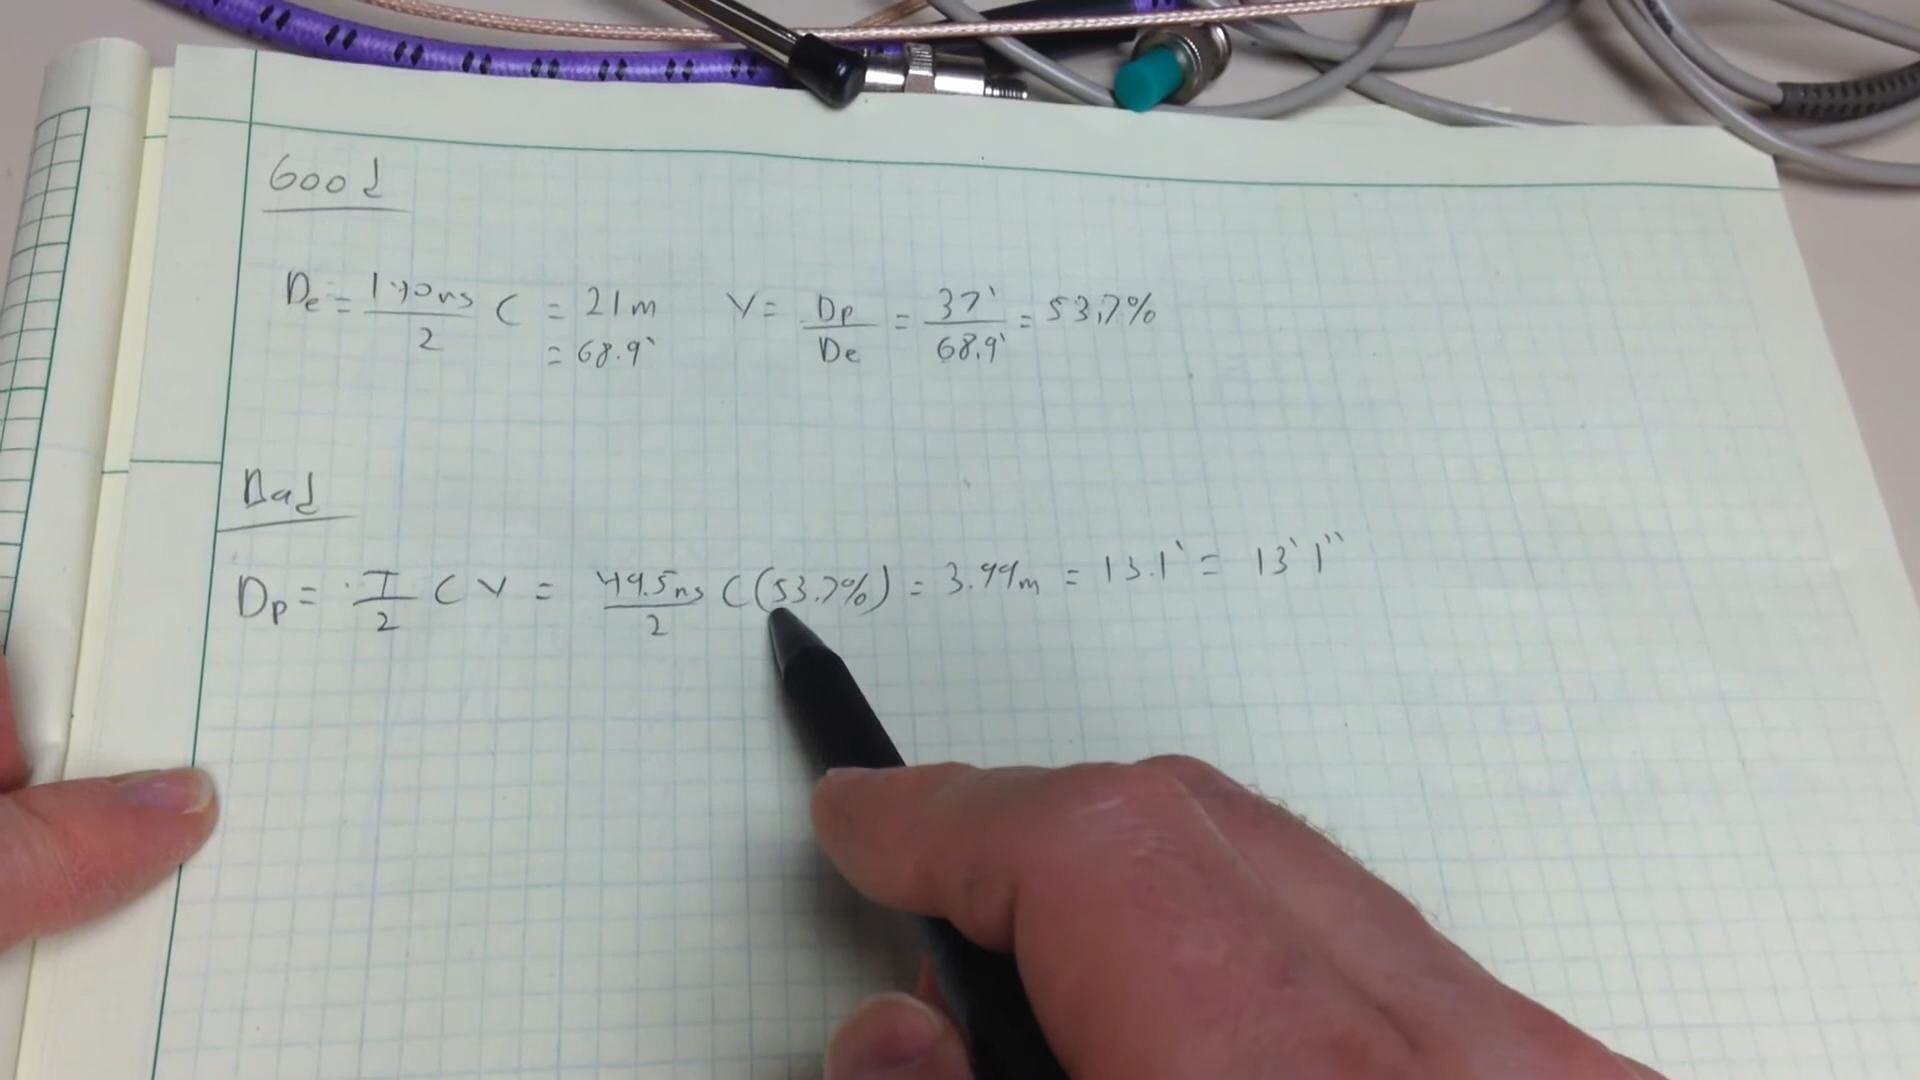 Good
De = 140ns/2 C = 21m V = Dp/De = 37'/68.9' = 53.7%
= 68.9'
Bad
Dp = T/2 C V = 49.5ns/2 C (53.7%) = 3.99m = 13.1' = 13' 1"